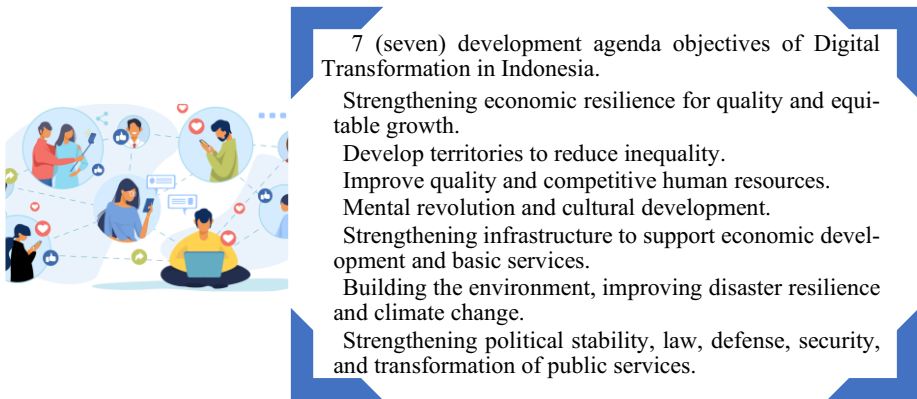 7 (seven) development agenda objectives of Digital
Transformation in Indonesia.
Strengthening economic resilience for quality and equi-
table growth.
Develop territories to reduce inequality.
Improve quality and competitive human resources.
Mental revolution and cultural development.
Strengthening infrastructure to support economic devel-
opment and basic services.
Building the environment, improving disaster resilience
and climate change.
Strengthening political stability, law, defense, security,
and transformation of public services.